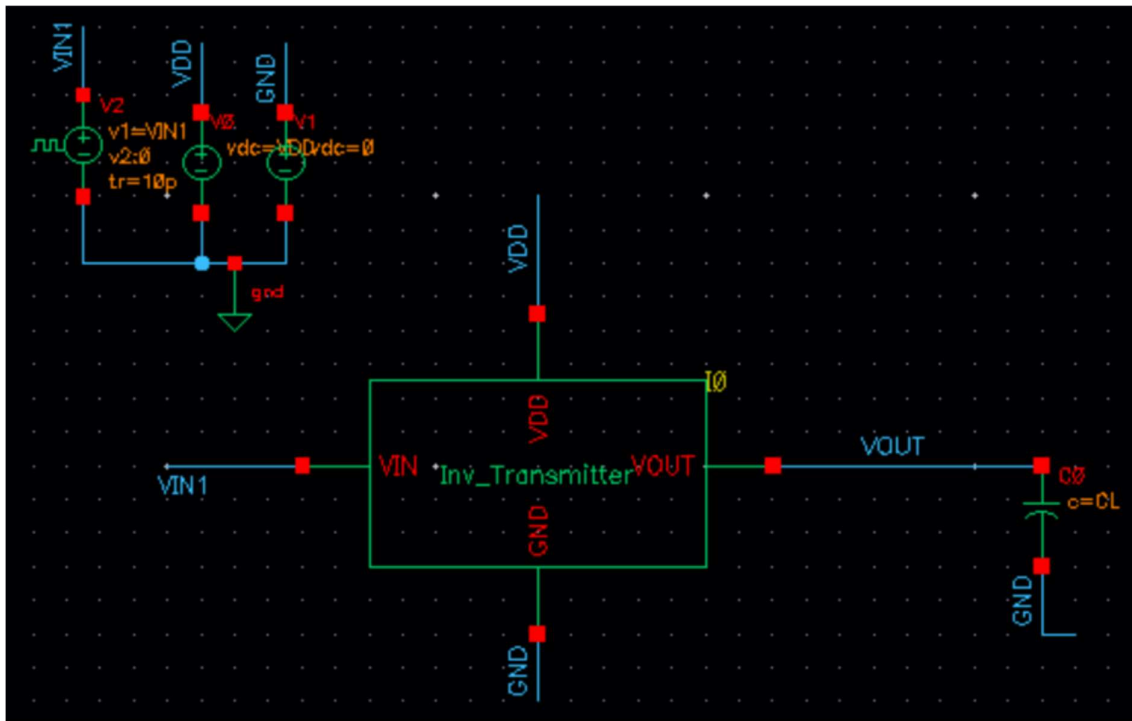 VIN1
VDD
GND
V2
v1=VIN1
v2:0
tr=10p
V0
vdc=VDD
V1
vdc=0
gnd
VDD
I0
VDD
VIN
Inv_Transmitter
VOUT
GND
VIN1
VOUT
C0
c=CL
GND
GND